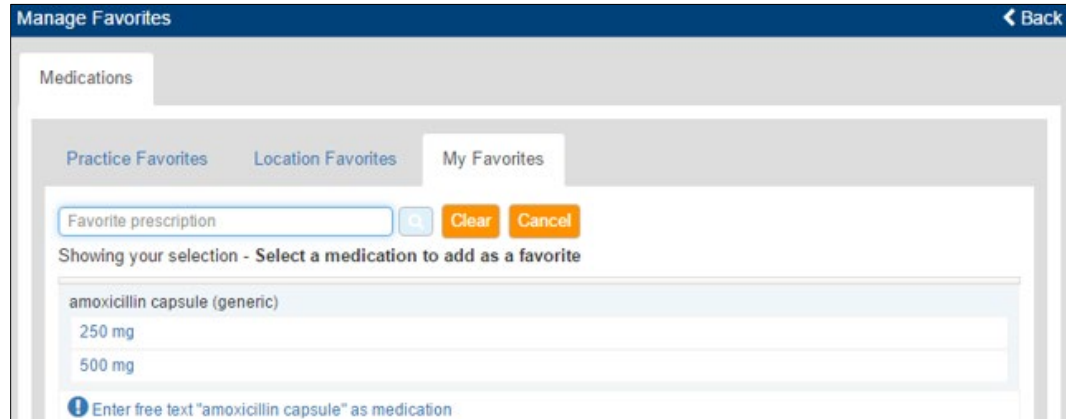 Manage Favorites Back
Medications
Practice Favorites Location Favorites My Favorites
Favorite prescription Clear Cancel
Showing your selection - Select a medication to add as a favorite
amoxicillin capsule (generic)
250 mg
500 mg
Enter free text "amoxicillin capsule" as medication